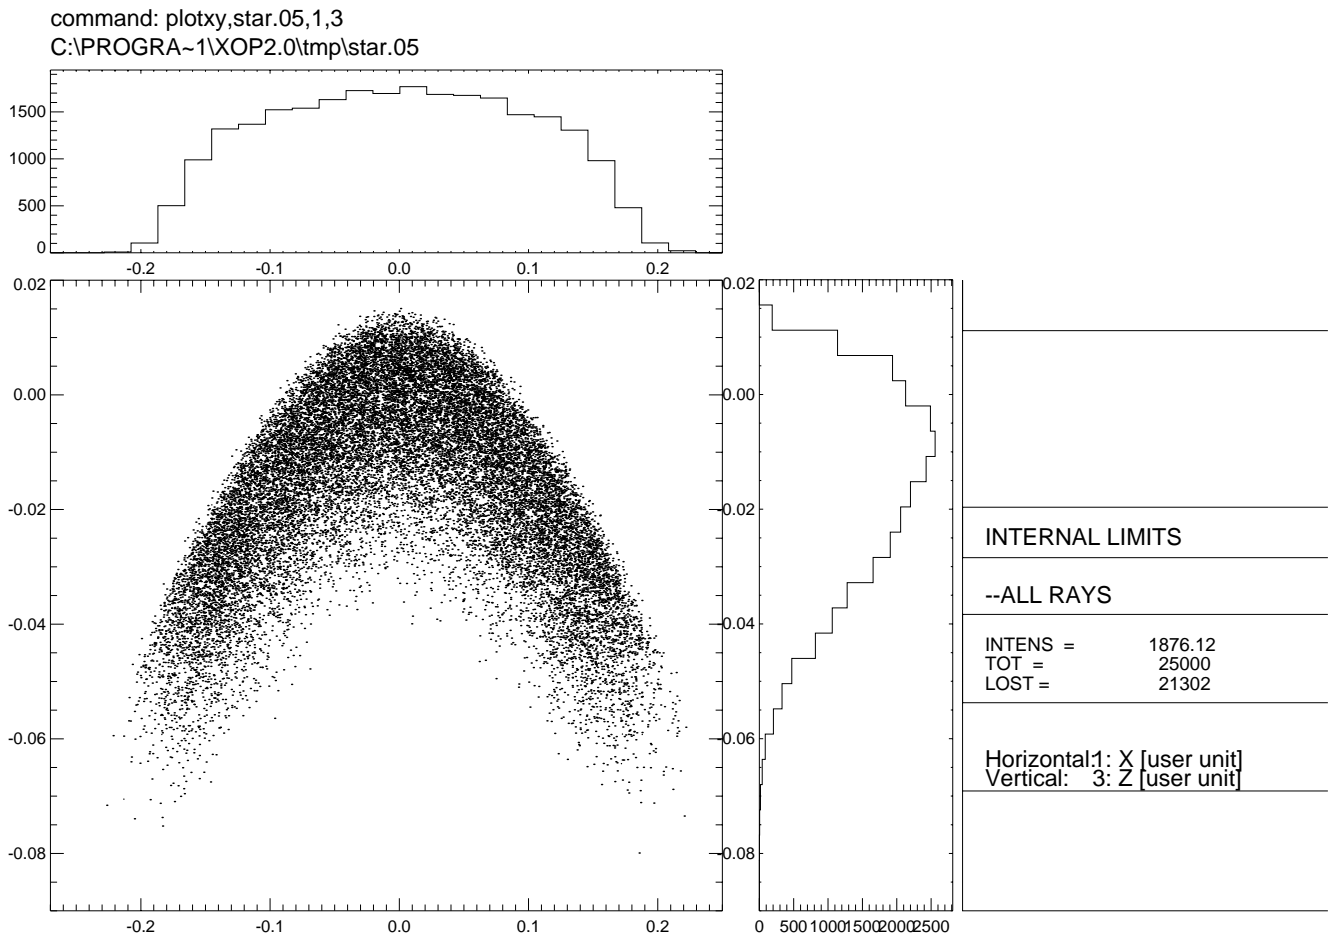 command: plotxy,star.05,1,3
C:\PROGRA~1\XOP2.0\tmp\star.05
1500
1000
500
0
-0.2 -0.1 0.0 0.1 0.2
0.02
0.00
-0.02
-0.04
-0.06
-0.08
-0.2 -0.1 0.0 0.1 0.2
0.02
0.00
-0.02
-0.04
-0.06
-0.08
0 500 1000 1500 2000 2500
INTERNAL LIMITS
--ALL RAYS
INTENS = 1876.12
TOT = 25000
LOST = 21302
Horizontal: 1: X [user unit]
Vertical: 3: Z [user unit]